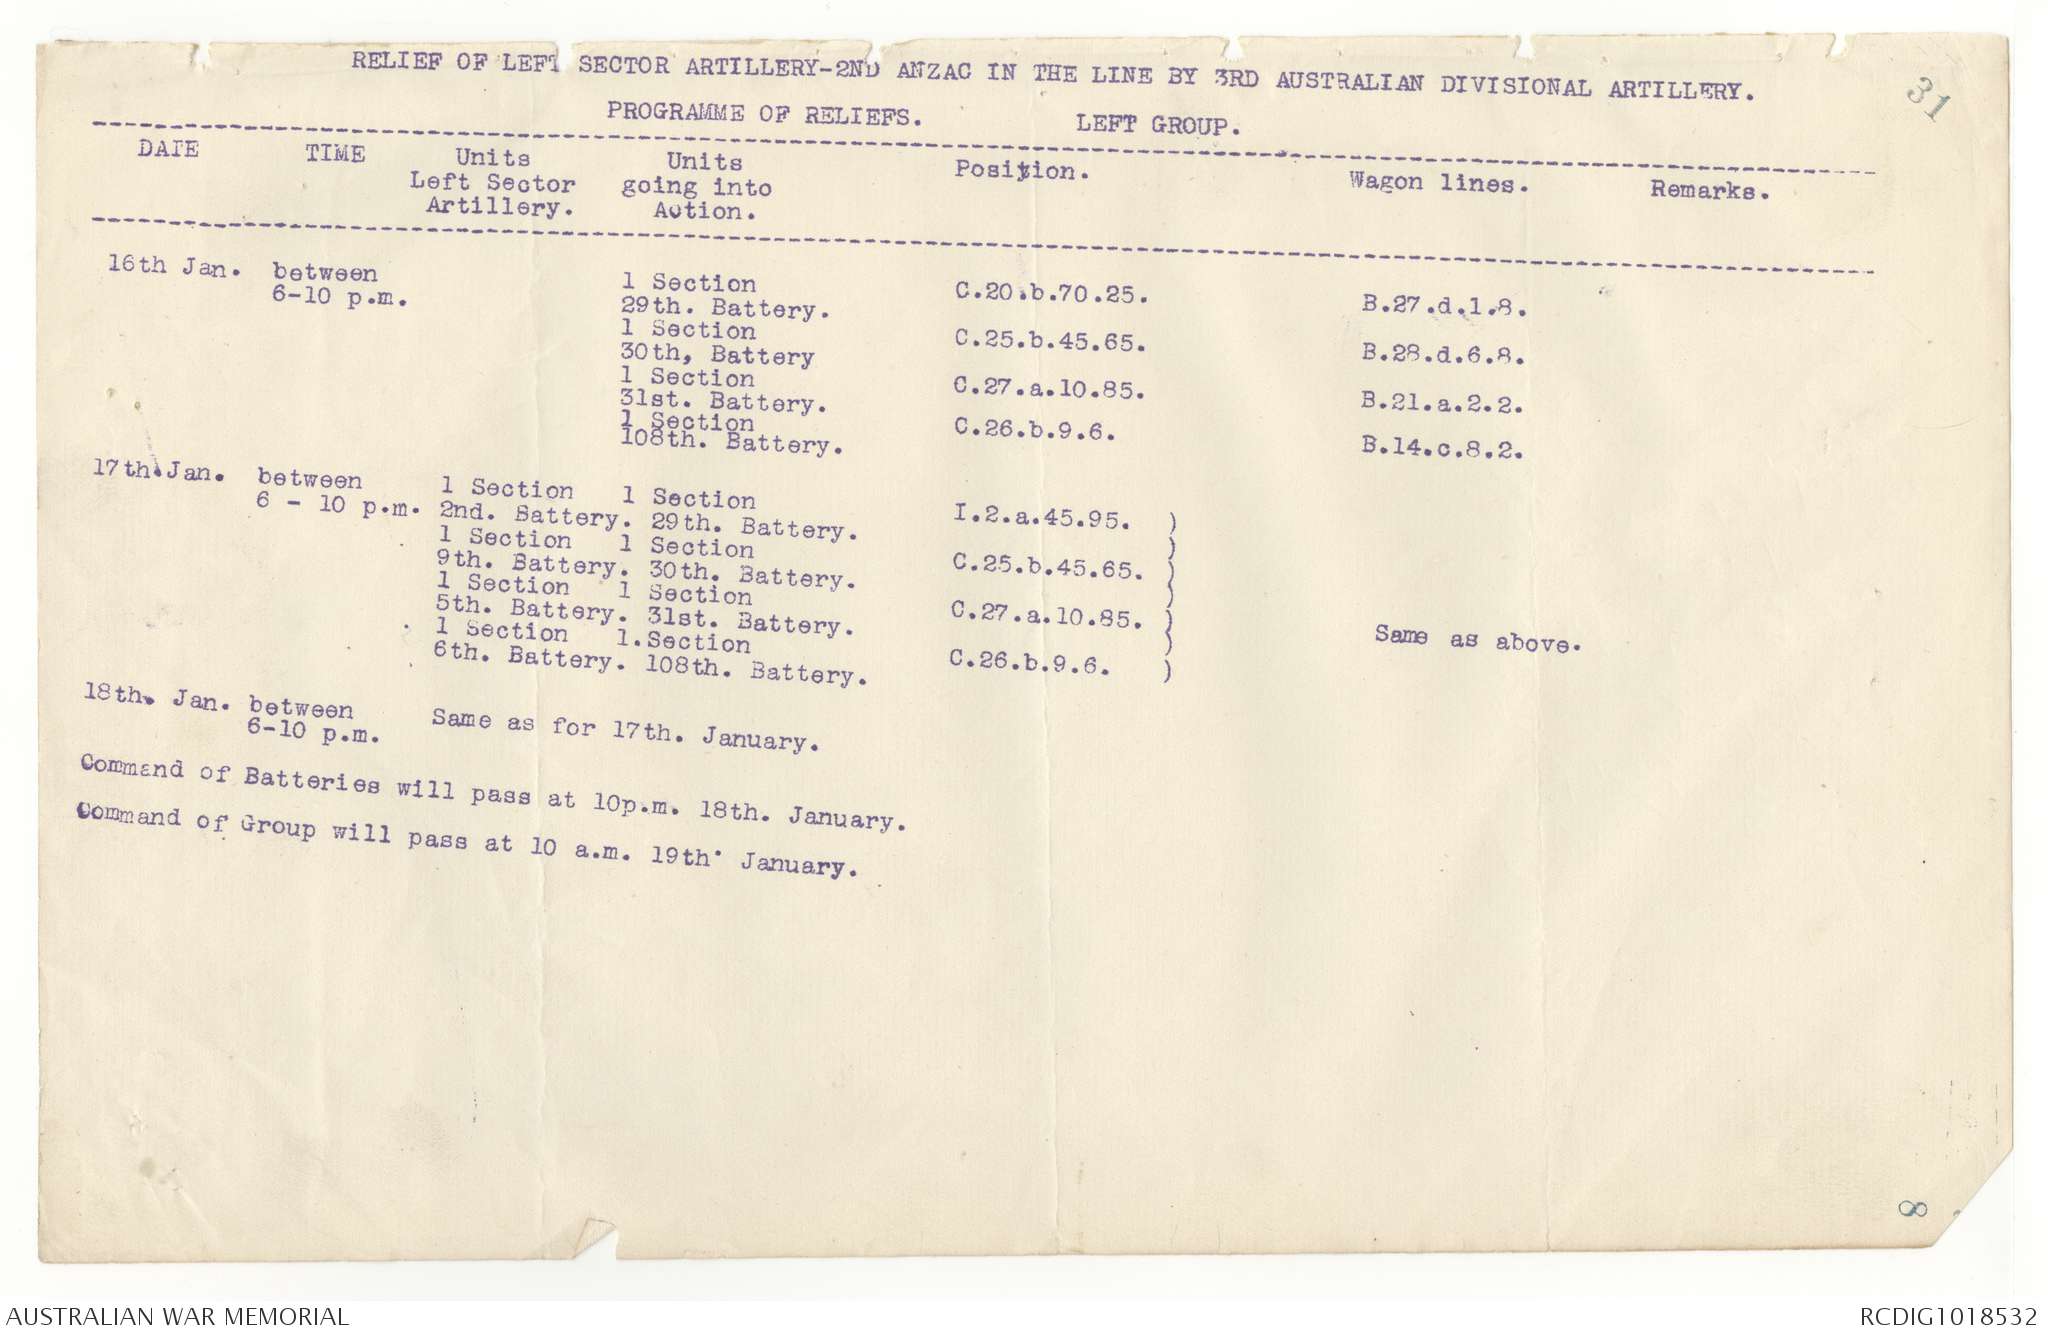 31
RELIEF OF LEFT SECTOR ARTILLERY-2ND ANZAC IN THE LINE BY 3RD AUSTRALIAN DIVISIONAL ARTILLERY.
PROGRAMME OF RELIEFS. LEFT GROUP.
DATE TIME Units Units Position. Wagon lines. Remarks.
Left Sector going into
Artillery. Action.
16th Jan. between 1 Section C.20.b.70.25. B.27.d.1.8.
6-10 p.m. 29th. Battery.
1 Section C.25.b.45.65. B.28.d.6.8.
30th, Battery
1 Section C.27.a.10.85. B.21.a.2.2.
31st. Battery.
1 Section C.26.b.9.6. B.14.c.8.2.
108th. Battery.
17th.Jan. between 1 Section 1 Section I.2.a.45.95. )
6 - 10 p.m. 2nd. Battery. 29th. Battery. )
1 Section 1 Section C.25.b.45.65. )
9th. Battery. 30th. Battery. )
1 Section 1 Section C.27.a.10.85. )
5th. Battery. 31st. Battery. ) Same as above.
1 Section 1.Section C.26.b.9.6. )
6th. Battery. 108th. Battery.
18th. Jan. between Same as for 17th. January.
6-10 p.m.
Command of Batteries will pass at 10p.m. 18th. January.
Command of Group will pass at 10 a.m. 19th. January.
8
AUSTRALIAN WAR MEMORIAL RCDIG1018532